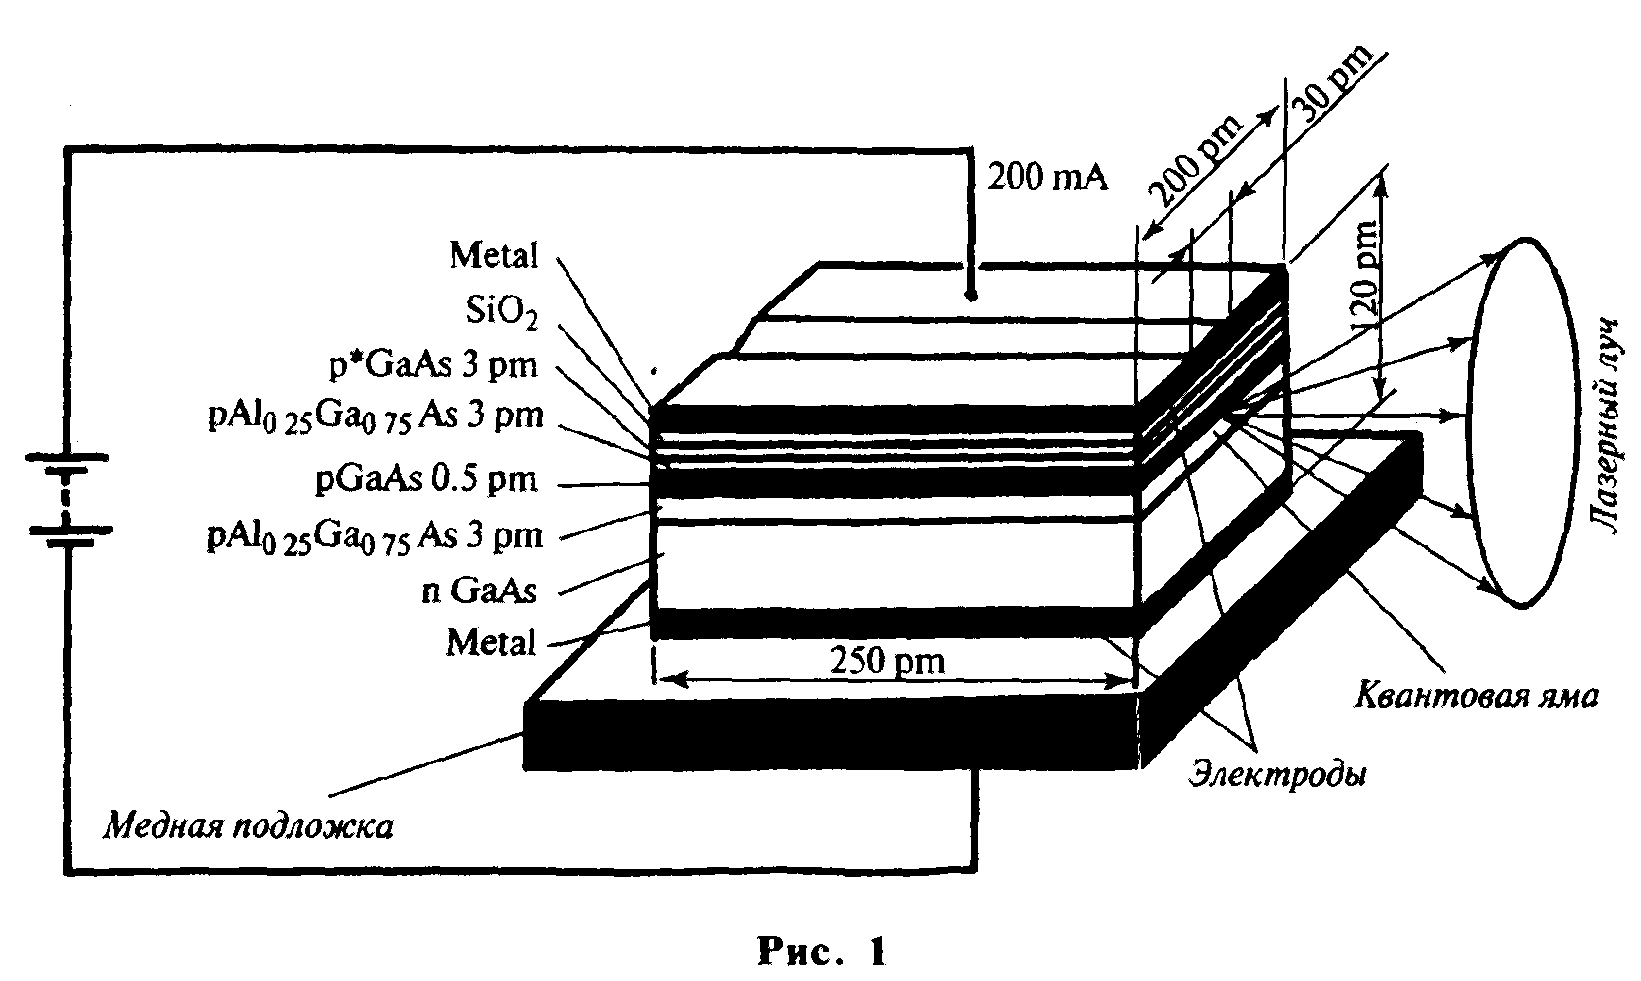 30 pm
200 pm
200 mA
120 pm
Metal
SiO₂
p*GaAs 3 pm
pAl₀ ₂₅Ga₀ ₇₅ As 3 pm
pGaAs 0.5 pm
pAl₀ ₂₅Ga₀ ₇₅ As 3 pm
n GaAs
Metal
250 pm
Лазерный луч
Квантовая яма
Электроды
Медная подложка
Рис. 1